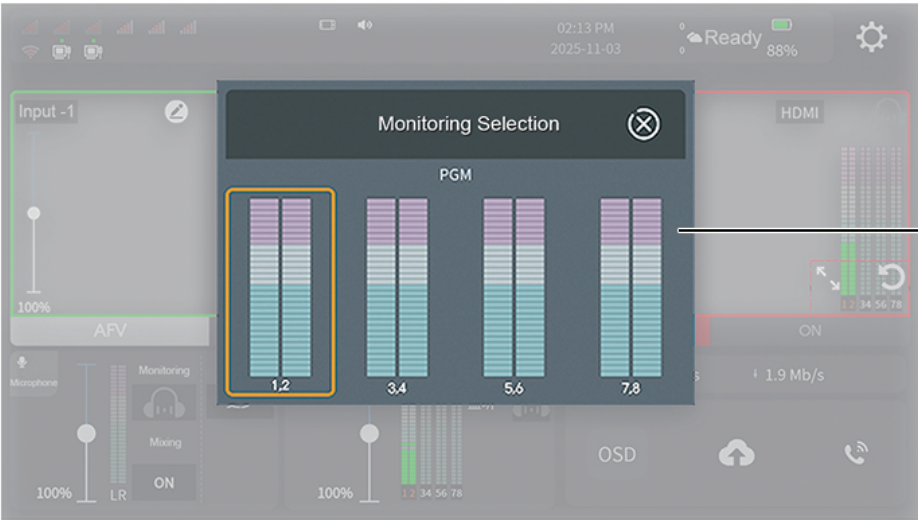 02:13 PM
2025-11-03
Ready
88%
Input -1
HDMI
Monitoring Selection
PGM
1,2
3,4
5,6
7,8
100%
12 34 56 78
AFV
ON
Microphone
Monitoring
Mixing
ON
100%
LR
100%
12 34 56 78
s
1.9 Mb/s
OSD